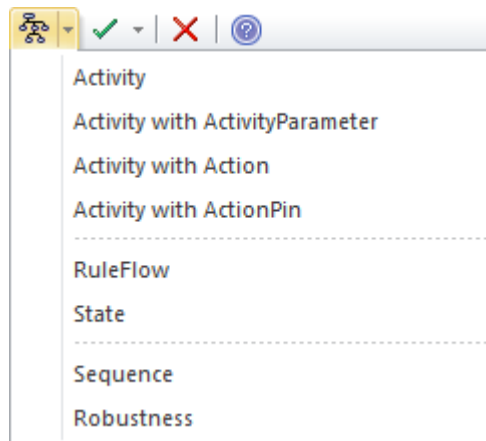 Activity
Activity with ActivityParameter
Activity with Action
Activity with ActionPin
RuleFlow
State
Sequence
Robustness